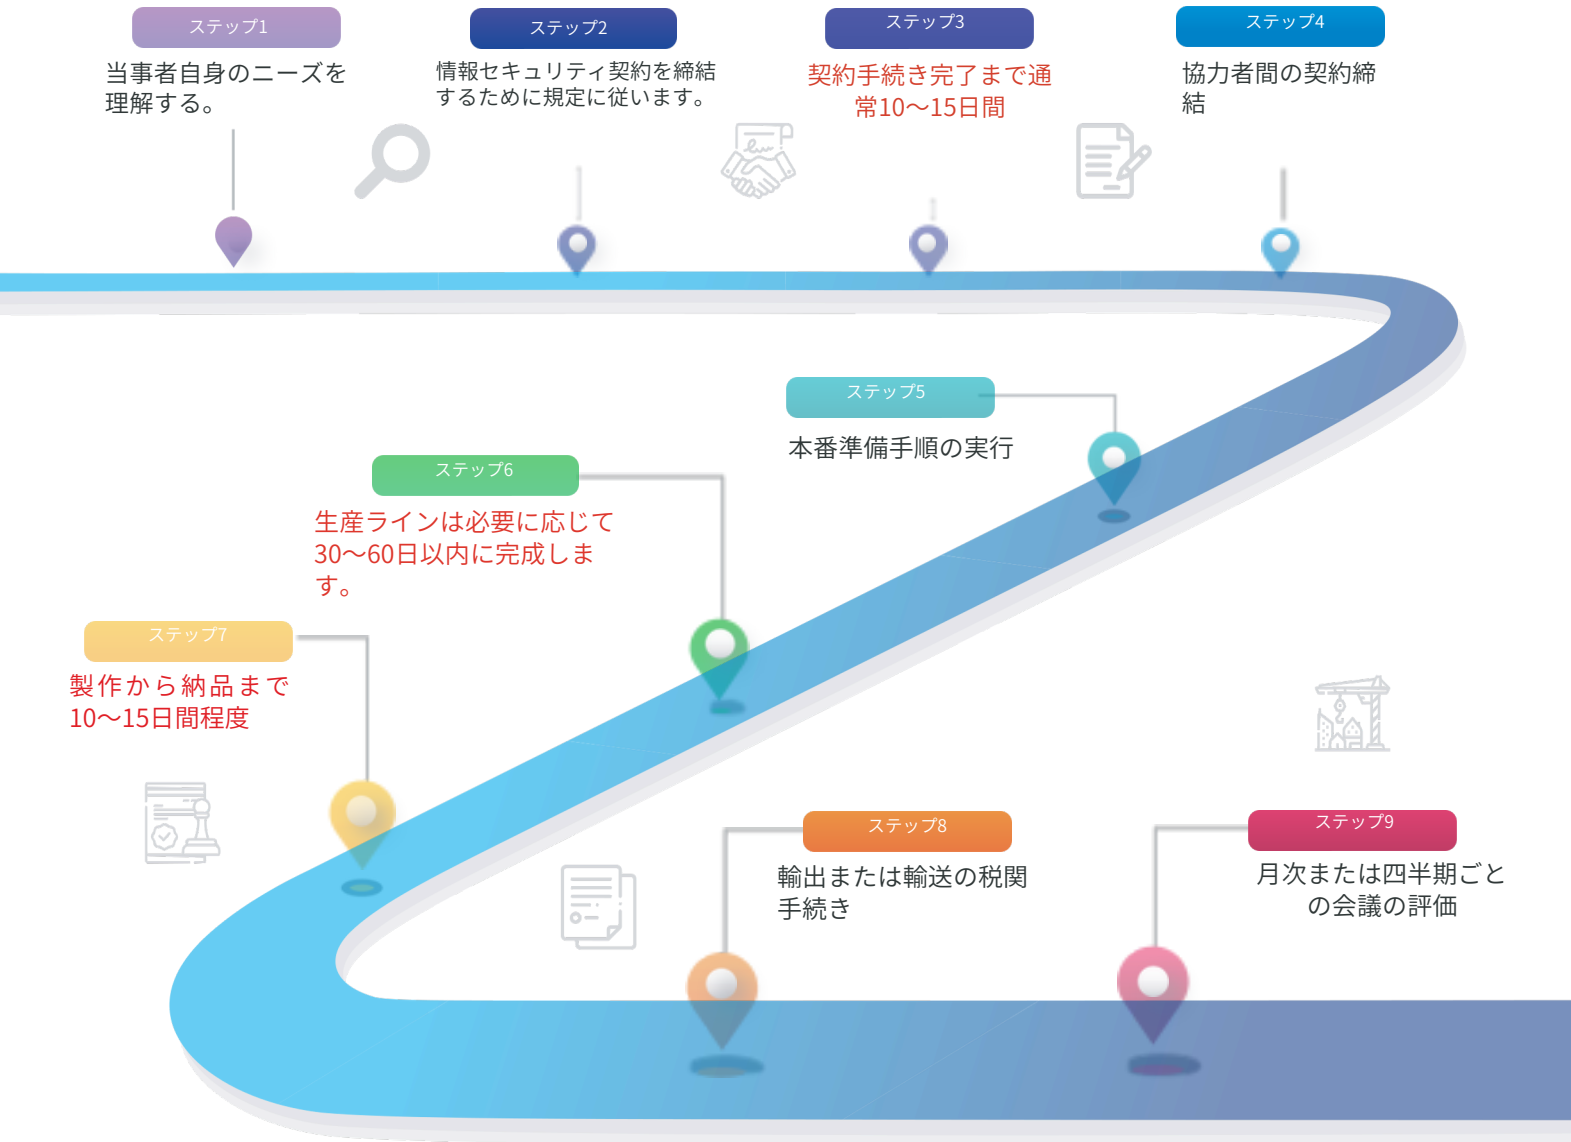 ステップ1
当事者自身のニーズを
理解する。
ステップ2
情報セキュリティ契約を締結
するために規定に従います。
ステップ3
契約手続き完了まで通
常10～15日間
ステップ4
協力者間の契約締
結
ステップ5
本番準備手順の実行
ステップ6
生産ラインは必要に応じて
30～60日以内に完成しま
す。
ステップ7
製作から納品まで
10～15日間程度
ステップ8
輸出または輸送の税関
手続き
ステップ9
月次または四半期ごと
の会議の評価